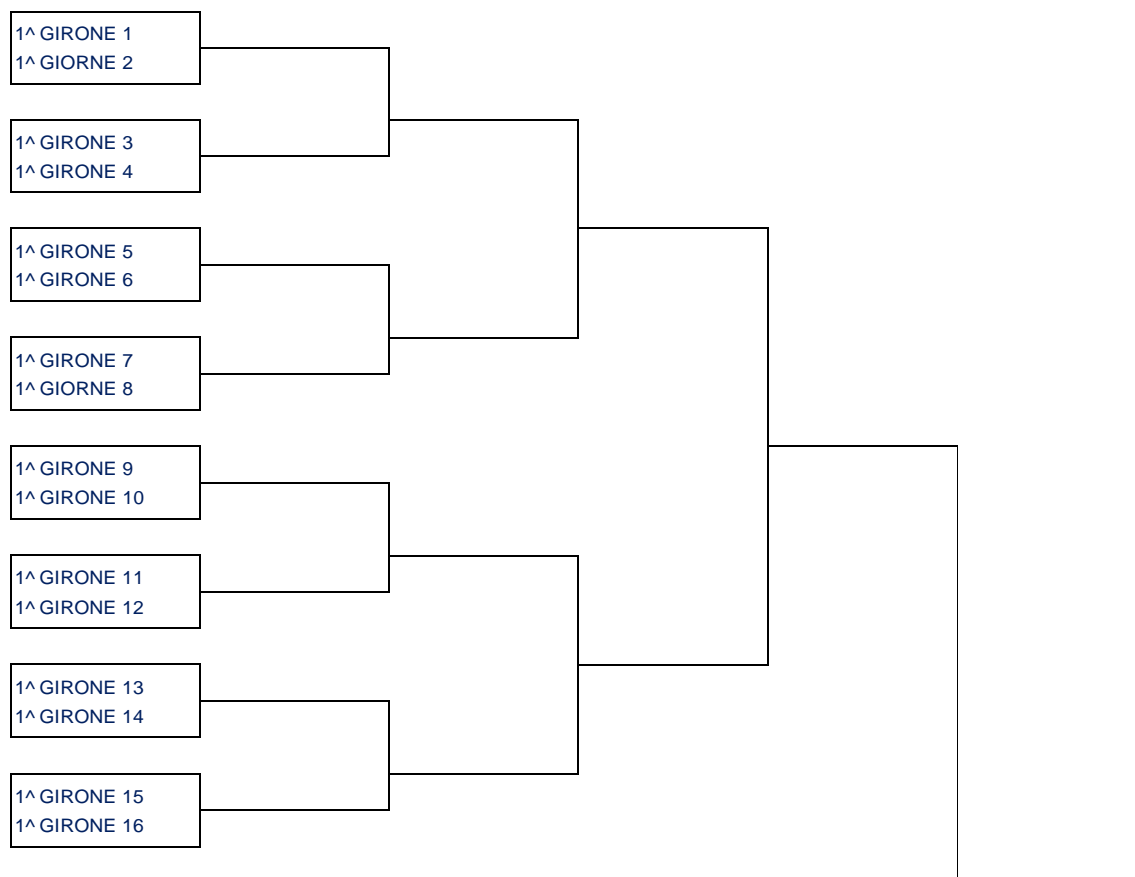 1^ GIRONE 1
1^ GIORNE 2
1^ GIRONE 3
1^ GIRONE 4
1^ GIRONE 5
1^ GIRONE 6
1^ GIRONE 7
1^ GIORNE 8
1^ GIRONE 9
1^ GIRONE 10
1^ GIRONE 11
1^ GIRONE 12
1^ GIRONE 13
1^ GIRONE 14
1^ GIRONE 15
1^ GIRONE 16